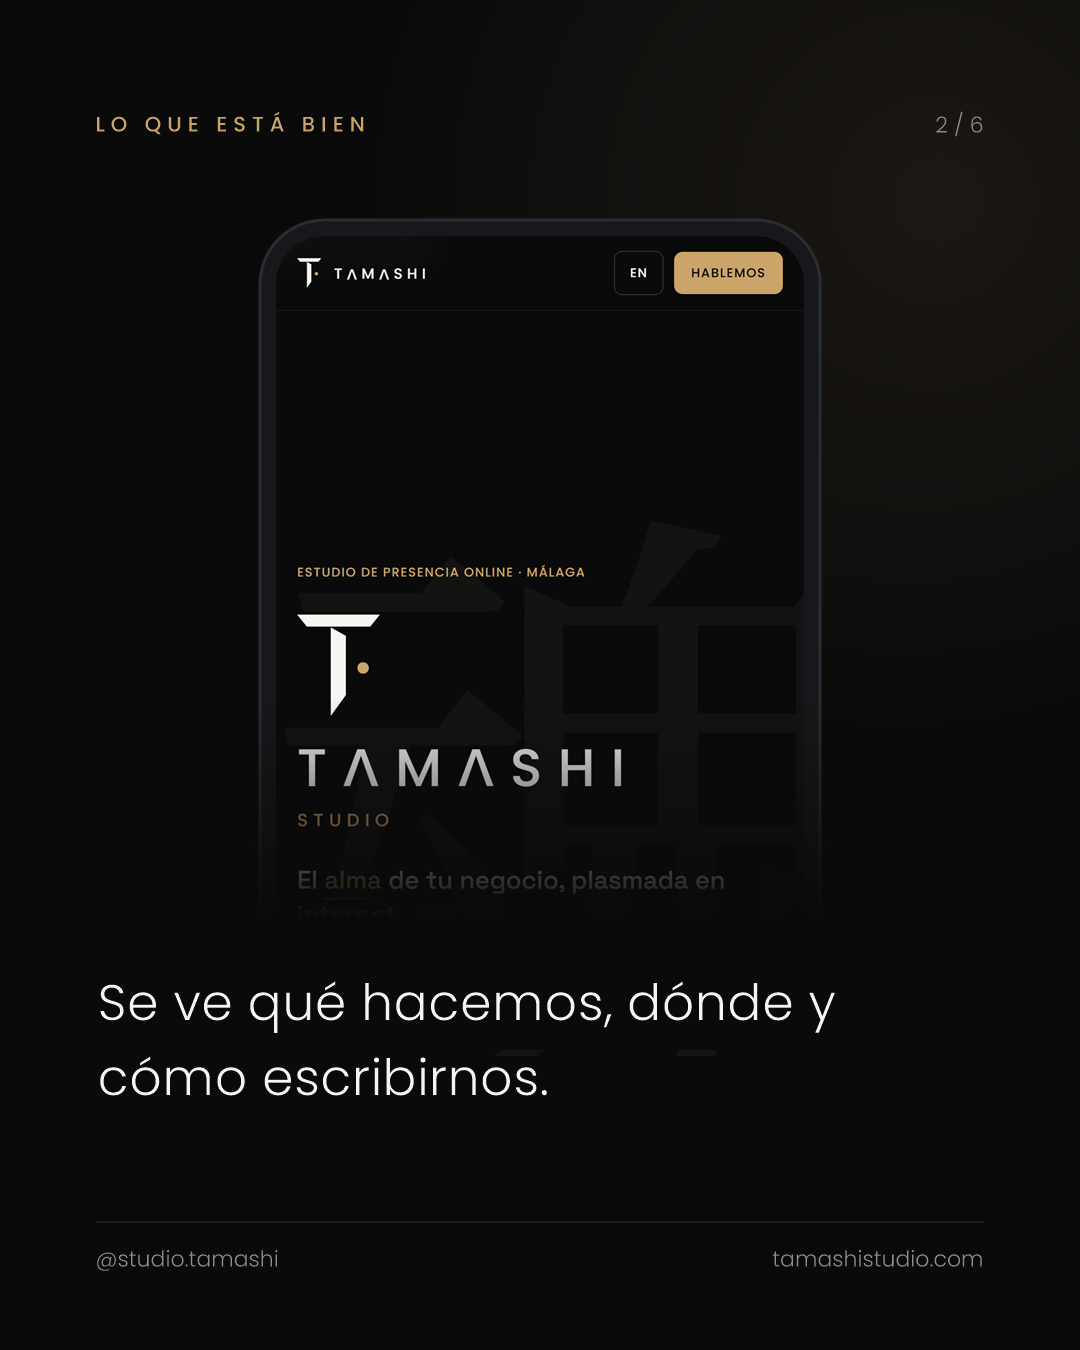 LO QUE ESTÁ BIEN
2 / 6
TAMASHI
EN
HABLEMOS
ESTUDIO DE PRESENCIA ONLINE · MÁLAGA
TAMASHI
STUDIO
El alma de tu negocio, plasmada en
internet
Se ve qué hacemos, dónde y
cómo escribirnos.
@studio.tamashi
tamashistudio.com